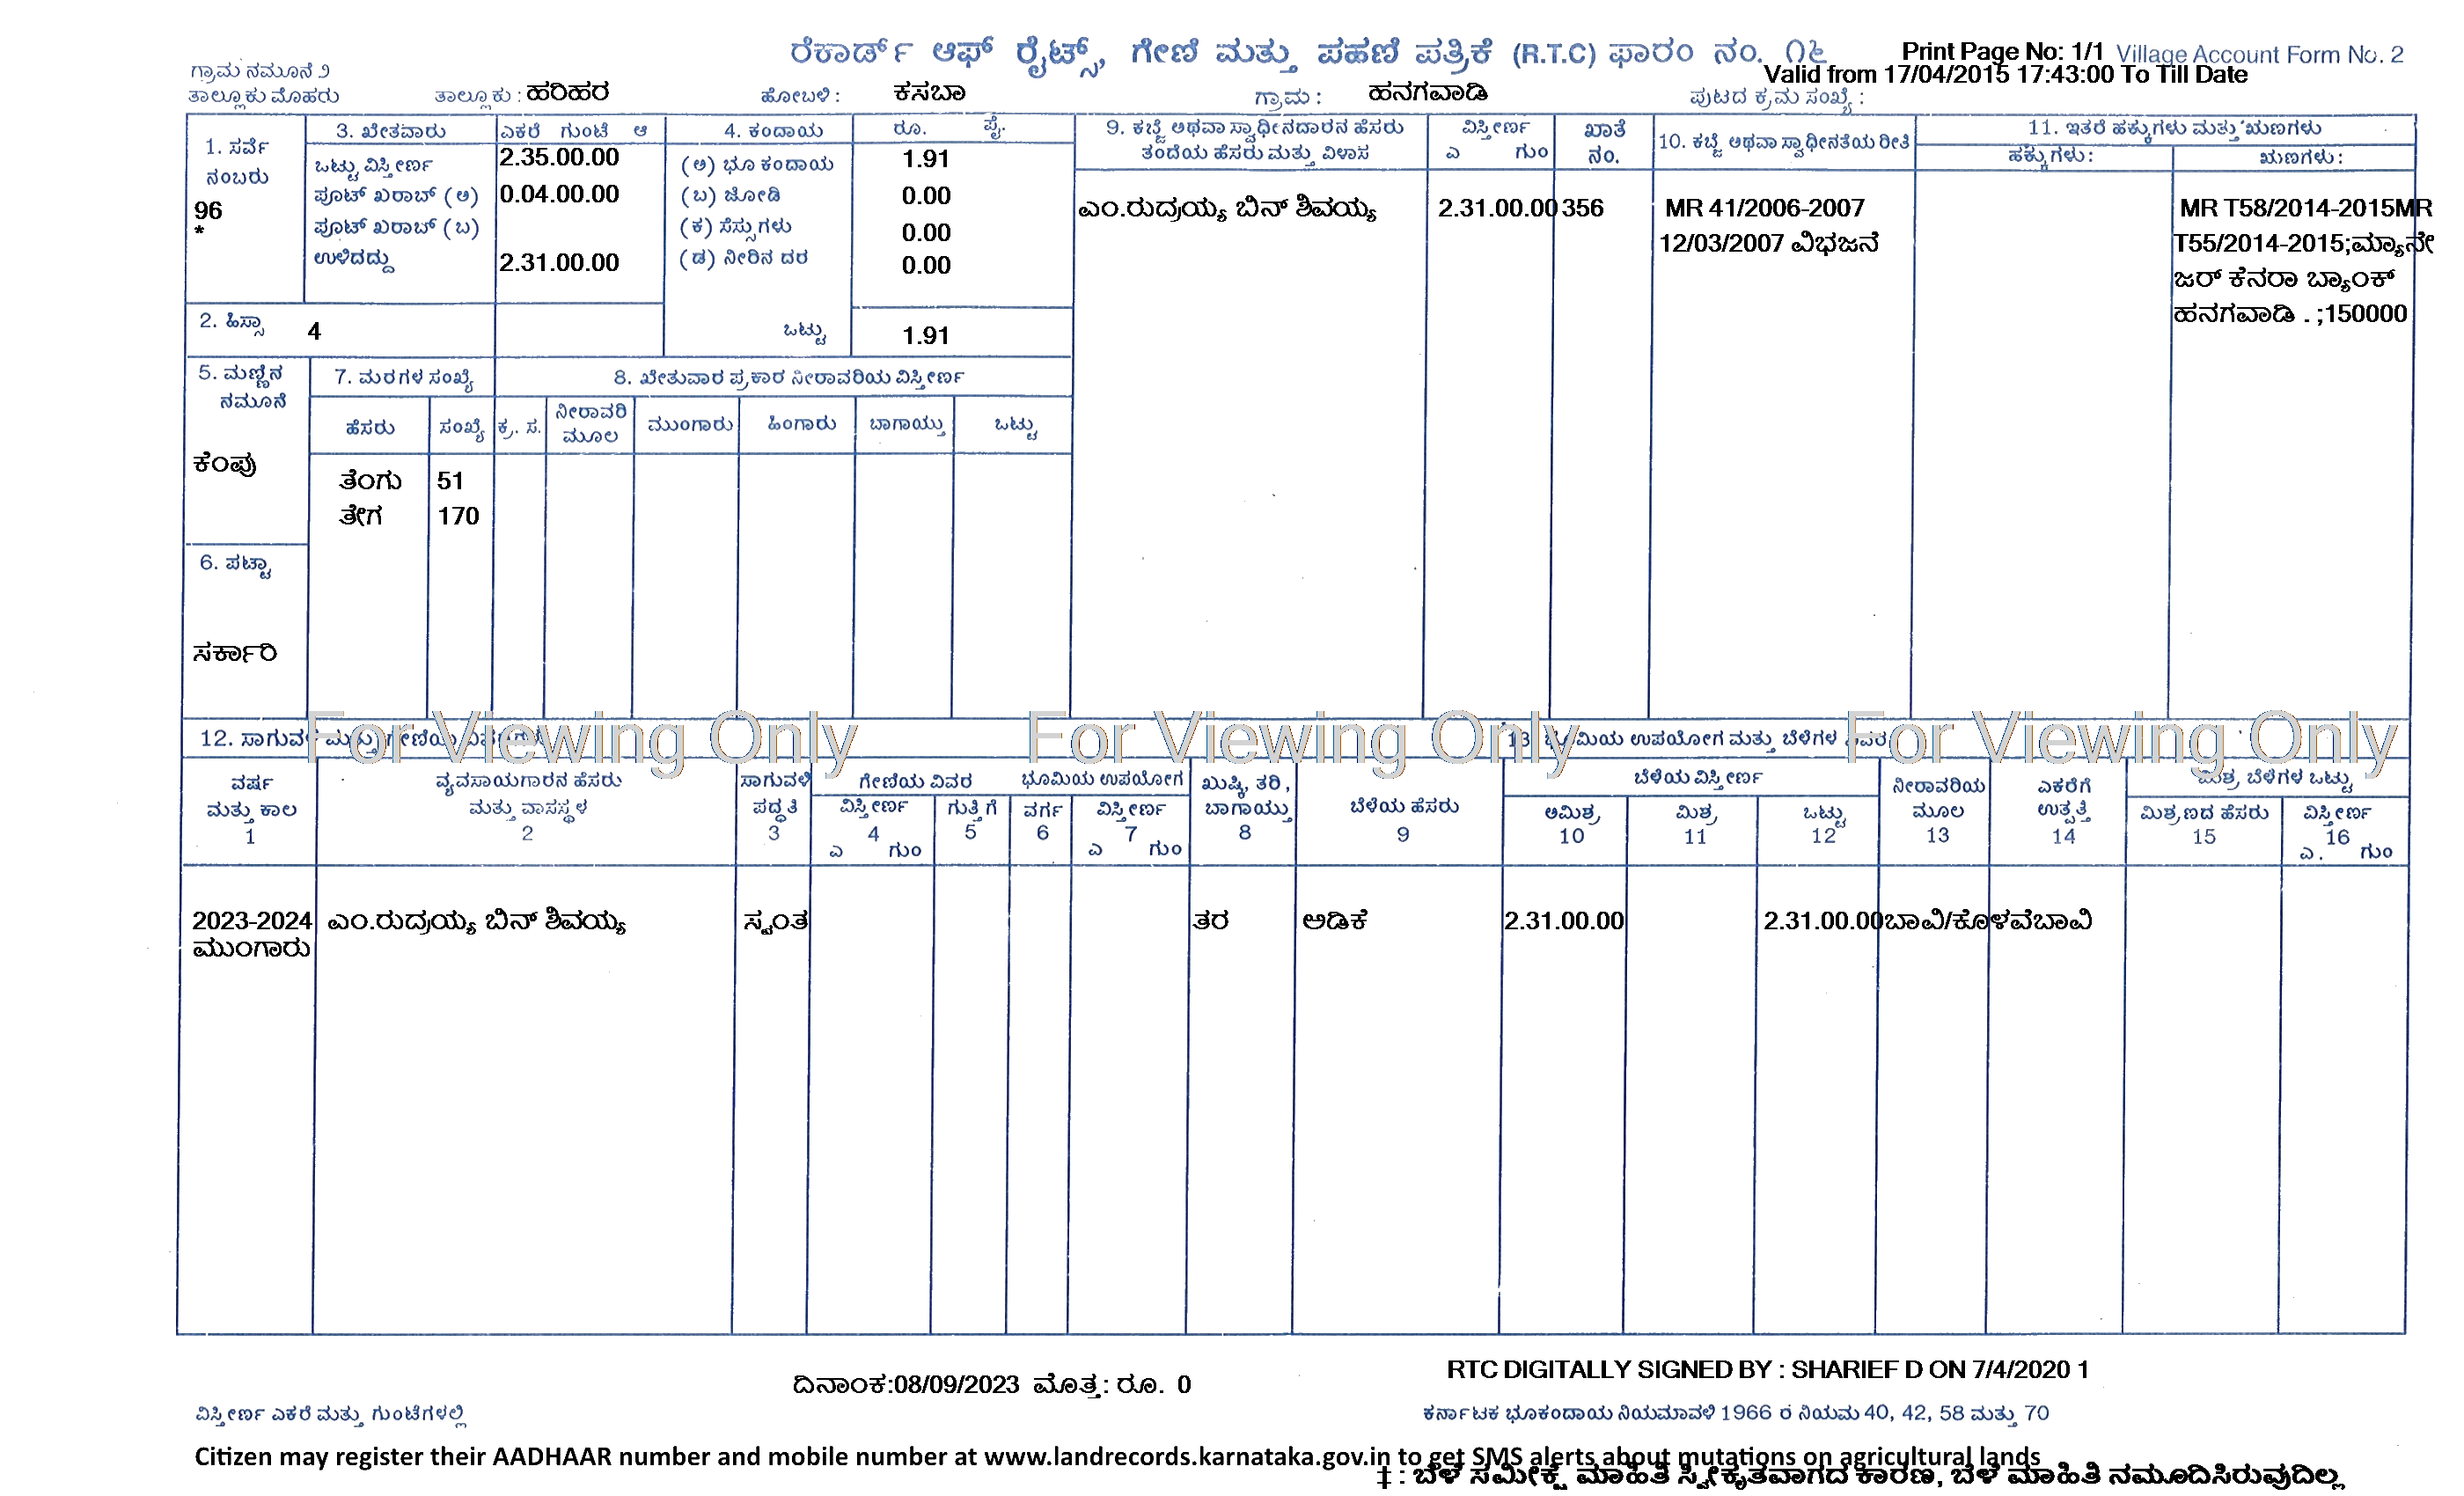 ರೆಕಾರ್ಡ್ ಆಫ್ ರೈಟ್ಸ್, ಗೇಣಿ ಮತ್ತು ಪಹಣಿ ಪತ್ರಿಕೆ (R.T.C) ಫಾರಂ ನಂ. ೧೬ Print Page No: 1/1 Village Account Form No. 2
ಗ್ರಾಮ ನಮೂನೆ ೨ Valid from 17/04/2015 17:43:00 To Till Date
ತಾಲ್ಲೂಕು ಮೊಹರು ತಾಲ್ಲೂಕು : ಹರಿಹರ ಹೋಬಳಿ : ಕಸಬಾ ಗ್ರಾಮ : ಹನಗವಾಡಿ ಪುಟದ ಕ್ರಮ ಸಂಖ್ಯೆ :
1. ಸರ್ವೆ ನಂಬರು
96
*
3. ಖೇತವಾರು ಎಕರೆ ಗುಂಟೆ ಆ
ಒಟ್ಟು ವಿಸ್ತೀರ್ಣ 2.35.00.00
ಪೂಟ್ ಖರಾಬ್ (ಅ) 0.04.00.00
ಪೂಟ್ ಖರಾಬ್ (ಬ)
ಉಳಿದದ್ದು 2.31.00.00
4. ಕಂದಾಯ ರೂ. ಪೈ.
(ಅ) ಭೂ ಕಂದಾಯ 1.91
(ಬ) ಜೋಡಿ 0.00
(ಕ) ಸೆಸ್ಸುಗಳು 0.00
(ಡ) ನೀರಿನ ದರ 0.00
ಒಟ್ಟು 1.91
2. ಹಿಸ್ಸಾ 4
9. ಕಬ್ಜೆ ಅಥವಾ ಸ್ವಾಧೀನದಾರನ ಹೆಸರು
ತಂದೆಯ ಹೆಸರು ಮತ್ತು ವಿಳಾಸ
ವಿಸ್ತೀರ್ಣ
ಎ ಗುಂ
ಖಾತೆ
ನಂ.
ಎಂ.ರುದ್ರಯ್ಯ ಬಿನ್ ಶಿವಯ್ಯ 2.31.00.00 356
10. ಕಬ್ಜೆ ಅಥವಾ ಸ್ವಾಧೀನತೆಯ ರೀತಿ
MR 41/2006-2007
12/03/2007 ವಿಭಜನೆ
11. ಇತರೆ ಹಕ್ಕುಗಳು ಮತ್ತು ಋಣಗಳು
ಹಕ್ಕುಗಳು: ಋಣಗಳು:
MR T58/2014-2015MR
T55/2014-2015;ಮ್ಯಾನೇ
ಜರ್ ಕೆನರಾ ಬ್ಯಾಂಕ್
ಹನಗವಾಡಿ . ;150000
5. ಮಣ್ಣಿನ
ನಮೂನೆ
ಕೆಂಪು
6. ಪಟ್ಟಾ
ಸರ್ಕಾರಿ
7. ಮರಗಳ ಸಂಖ್ಯೆ
ಹೆಸರು ಸಂಖ್ಯೆ
ತೆಂಗು 51
ತೇಗ 170
8. ಖೇತುವಾರ ಪ್ರಕಾರ ನೀರಾವರಿಯ ವಿಸ್ತೀರ್ಣ
ಕ್ರ. ಸ. ನೀರಾವರಿ ಮೂಲ ಮುಂಗಾರು ಹಿಂಗಾರು ಬಾಗಾಯ್ತು ಒಟ್ಟು
For Viewing Only For Viewing Only For Viewing Only
12. ಸಾಗುವಳಿ ಮತ್ತು ಗೇಣಿಯ
13. ಭೂಮಿಯ ಉಪಯೋಗ ಮತ್ತು ಬೆಳೆಗಳ ವಿವರ
ವರ್ಷ
ಮತ್ತು ಕಾಲ
1
ವ್ಯವಸಾಯಗಾರನ ಹೆಸರು
ಮತ್ತು ವಾಸಸ್ಥಳ
2
ಸಾಗುವಳಿ
ಪದ್ಧತಿ
3
ಗೇಣಿಯ ವಿವರ
ವಿಸ್ತೀರ್ಣ
4
ಎ ಗುಂ
ಗುತ್ತಿಗೆ
5
ಭೂಮಿಯ ಉಪಯೋಗ
ವರ್ಗ
6
ವಿಸ್ತೀರ್ಣ
7
ಎ ಗುಂ
ಖುಷ್ಕಿ, ತರಿ,
ಬಾಗಾಯ್ತು
8
ಬೆಳೆಯ ಹೆಸರು
9
ಬೆಳೆಯ ವಿಸ್ತೀರ್ಣ
ಅಮಿಶ್ರ
10
ಮಿಶ್ರ
11
ಒಟ್ಟು
12
ನೀರಾವರಿಯ
ಮೂಲ
13
ಎಕರೆಗೆ
ಉತ್ಪತ್ತಿ
14
ಮಿಶ್ರ ಬೆಳೆಗಳ ಒಟ್ಟು
ಮಿಶ್ರಣದ ಹೆಸರು
15
ವಿಸ್ತೀರ್ಣ
16
ಎ. ಗುಂ
2023-2024 ಎಂ.ರುದ್ರಯ್ಯ ಬಿನ್ ಶಿವಯ್ಯ ಸ್ವಂತ ತರ ಅಡಿಕೆ 2.31.00.00 2.31.00.00 ಬಾವಿ/ಕೊಳವೆಬಾವಿ
ಮುಂಗಾರು
ದಿನಾಂಕ:08/09/2023 ಮೊತ್ತ: ರೂ. 0
RTC DIGITALLY SIGNED BY : SHARIEF D ON 7/4/2020 1
ವಿಸ್ತೀರ್ಣ ಎಕರೆ ಮತ್ತು ಗುಂಟೆಗಳಲ್ಲಿ
ಕರ್ನಾಟಕ ಭೂಕಂದಾಯ ನಿಯಮಾವಳಿ 1966 ರ ನಿಯಮ 40, 42, 58 ಮತ್ತು 70
Citizen may register their AADHAAR number and mobile number at www.landrecords.karnataka.gov.in to get SMS alerts about mutations on agricultural lands
‡ : ಬೆಳೆ ಸಮೀಕ್ಷೆ ಮಾಹಿತಿ ಸ್ವೀಕೃತವಾಗದ ಕಾರಣ, ಬೆಳೆ ಮಾಹಿತಿ ನಮೂದಿಸಿರುವುದಿಲ್ಲ